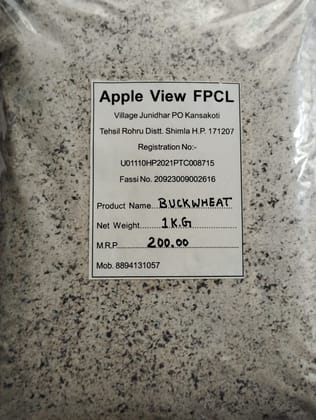 Apple View FPCL
Village Junidhar PO Kansakoti
Tehsil Rohru Distt. Shimla H.P. 171207
Registration No:-
U01110HP2021PTC008715
Fassi No. 20923009002616
Product Name BUCKWHEAT
Net Weight......1 K.G
M.R.P......200.00
Mob. 8894131057